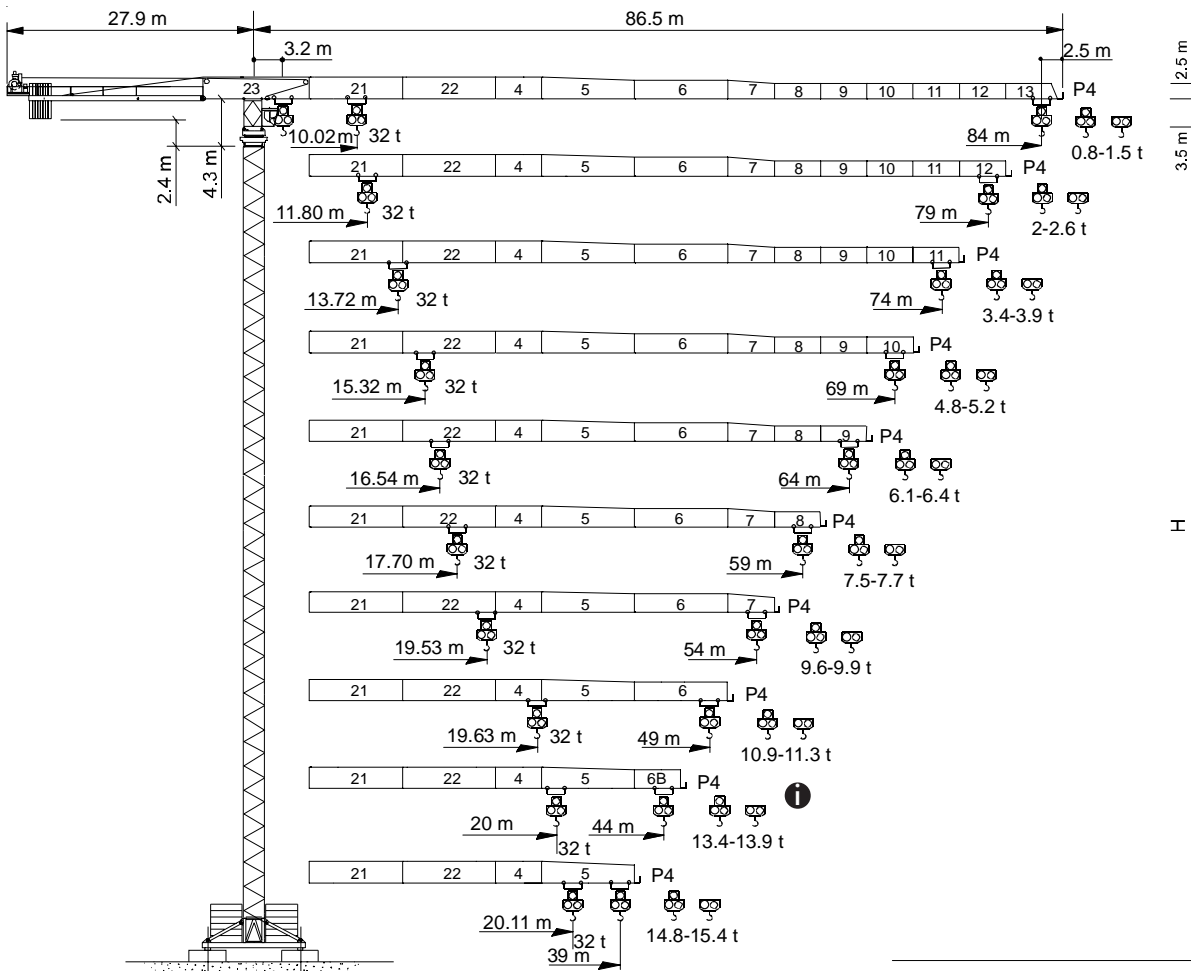 27.9 m
86.5 m
3.2 m
2.5 m
2.5 m
23 21 22 4 5 6 7 8 9 10 11 12 13 P4
10.02m 32 t
84 m
0.8-1.5 t
2.4 m
4.3 m
3.5 m
21 22 4 5 6 7 8 9 10 11 12 P4
11.80 m 32 t
79 m
2-2.6 t
21 22 4 5 6 7 8 9 10 11 P4
13.72 m 32 t
74 m
3.4-3.9 t
21 22 4 5 6 7 8 9 10 P4
15.32 m 32 t
69 m
4.8-5.2 t
21 22 4 5 6 7 8 9 P4
16.54 m 32 t
64 m
6.1-6.4 t
21 22 4 5 6 7 8 P4
17.70 m 32 t
59 m
7.5-7.7 t
H
21 22 4 5 6 7 P4
19.53 m 32 t
54 m
9.6-9.9 t
21 22 4 5 6 P4
19.63 m 32 t
49 m
10.9-11.3 t
21 22 4 5 6B P4
i
20 m
32 t
44 m
13.4-13.9 t
21 22 4 5 P4
20.11 m
32 t
39 m
14.8-15.4 t